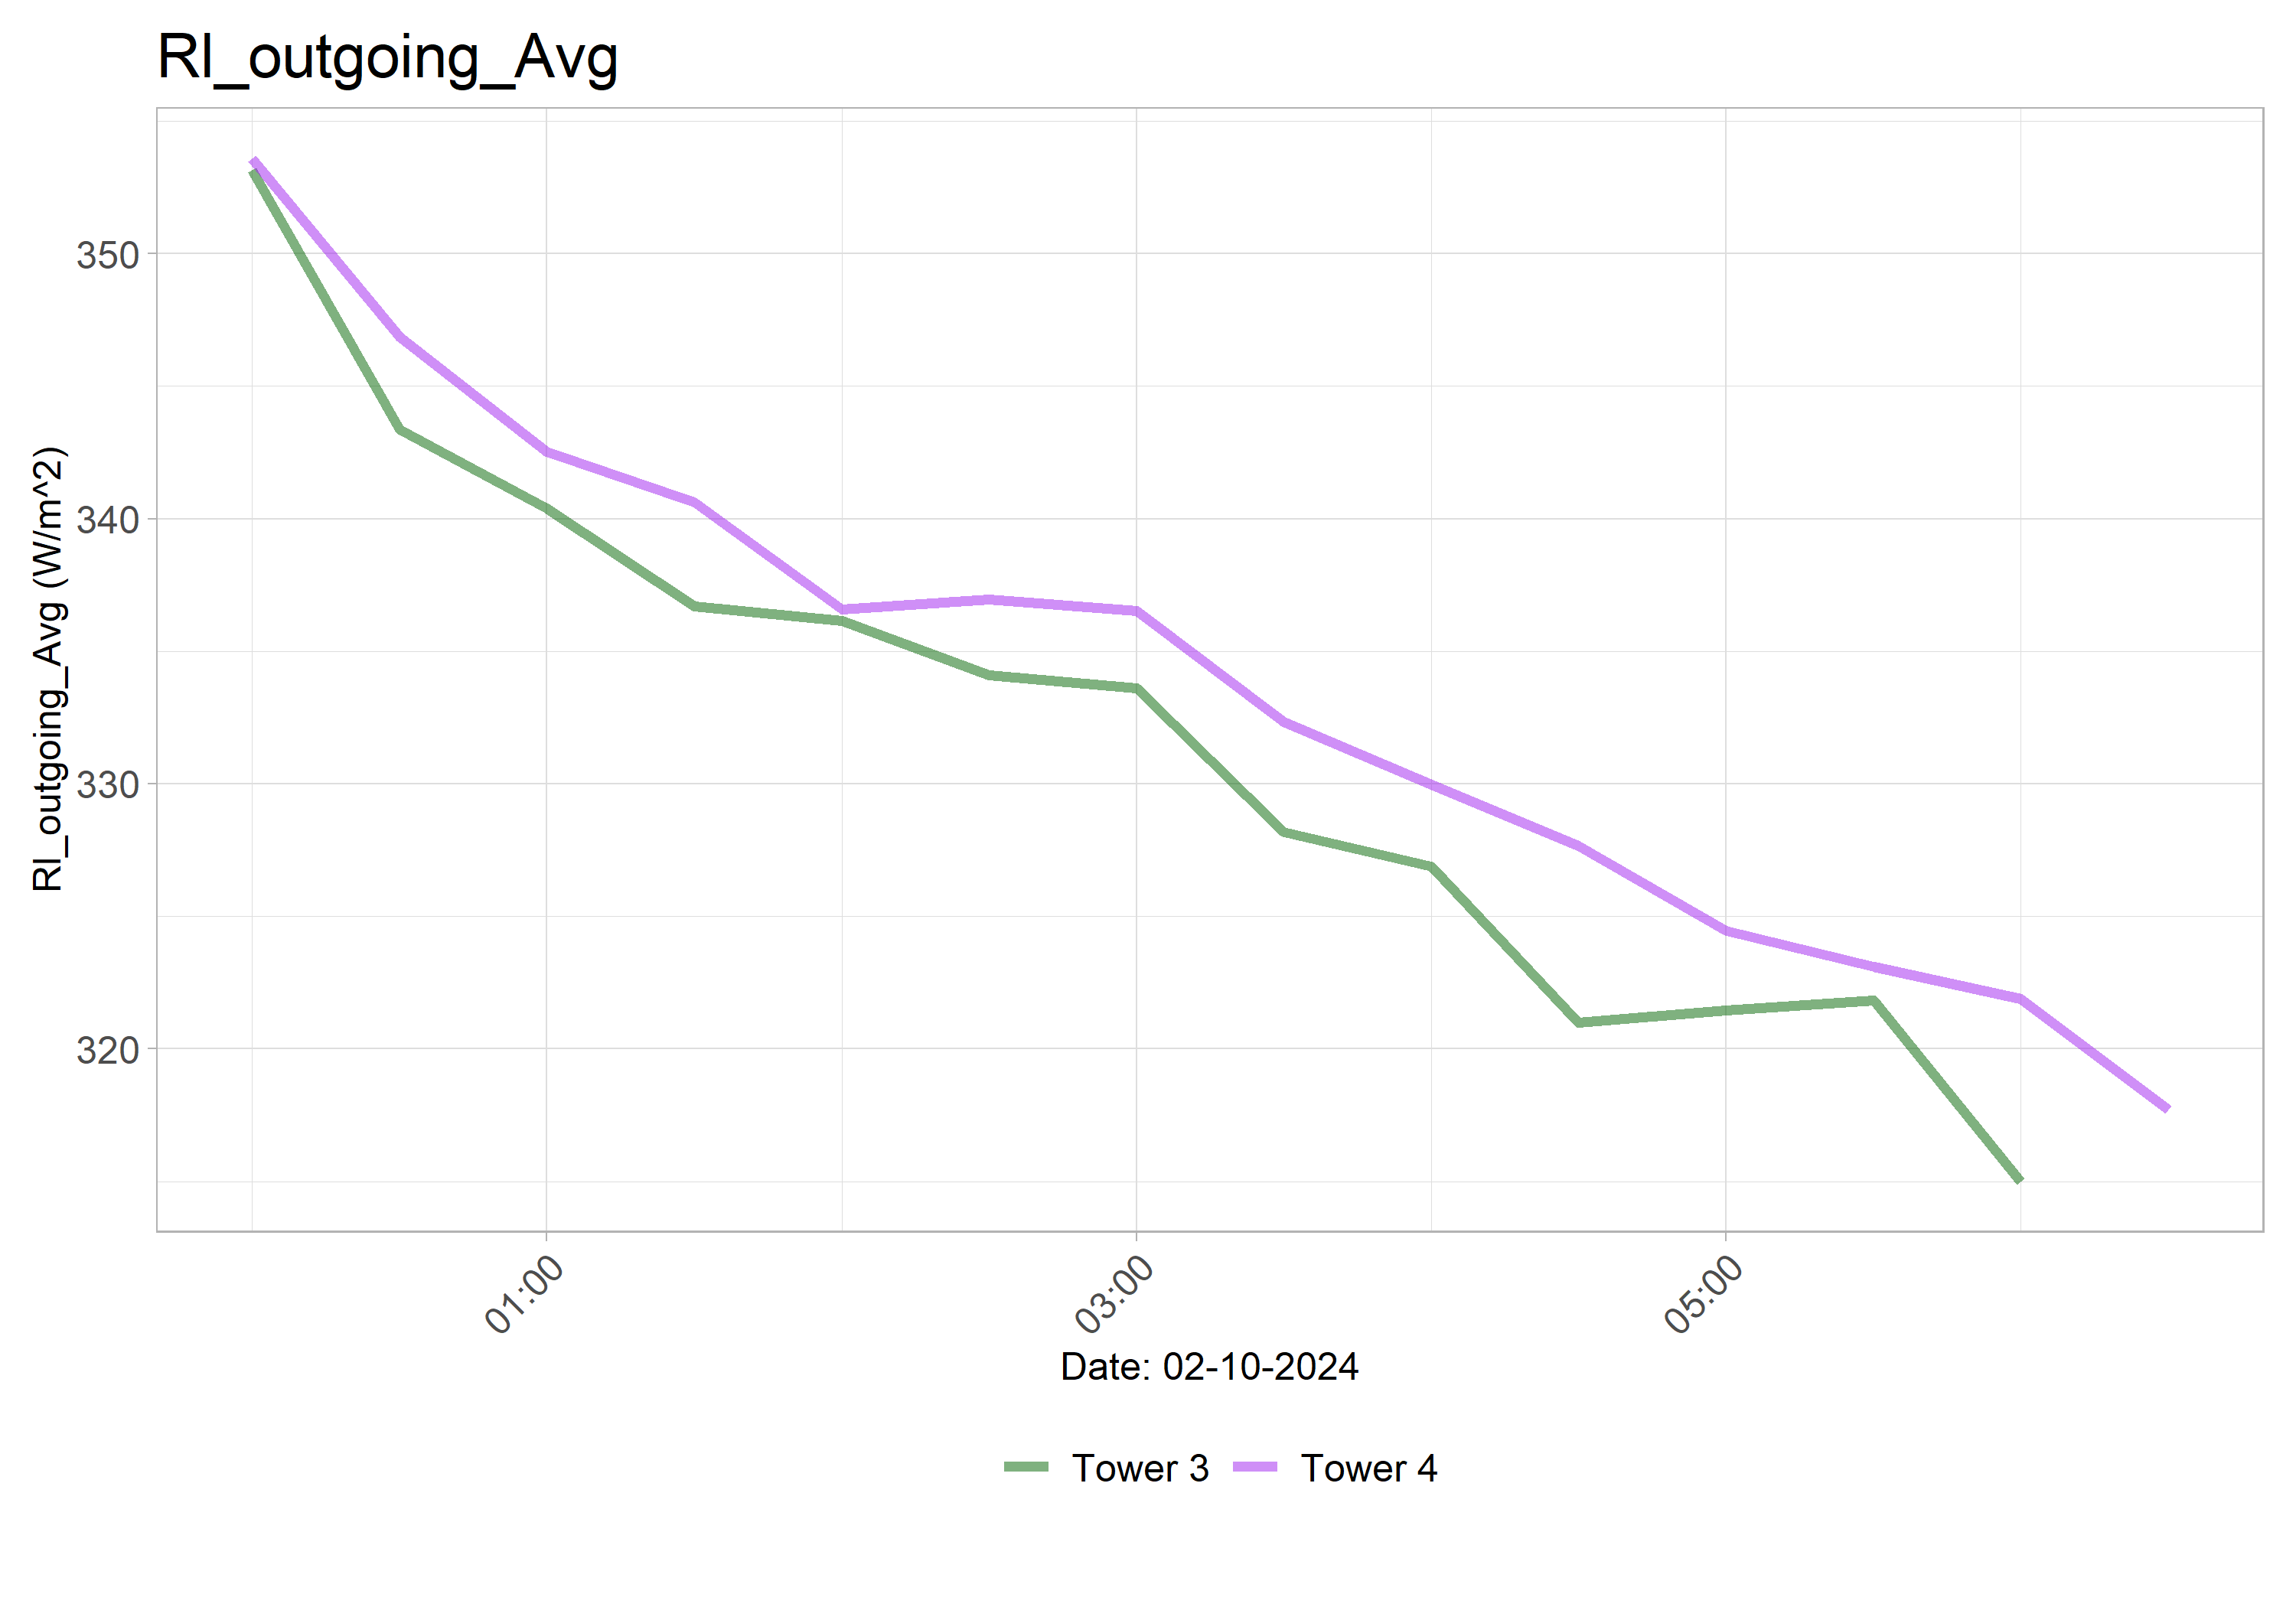 Rl_outgoing_Avg
Rl_outgoing_Avg (W/m^2)
350
340
330
320
01:00
03:00
05:00
Date: 02-10-2024
Tower 3
Tower 4